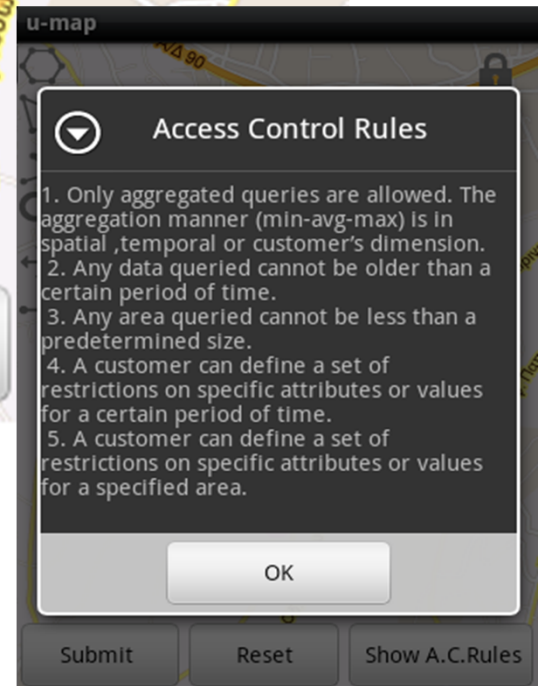 u-map
Α/Δ 90
Access Control Rules
1. Only aggregated queries are allowed. The
aggregation manner (min-avg-max) is in
spatial ,temporal or customer's dimension.
2. Any data queried cannot be older than a
certain period of time.
3. Any area queried cannot be less than a
predetermined size.
4. A customer can define a set of
restrictions on specific attributes or values
for a certain period of time.
5. A customer can define a set of
restrictions on specific attributes or values
for a specified area.
OK
Submit
Reset
Show A.C.Rules